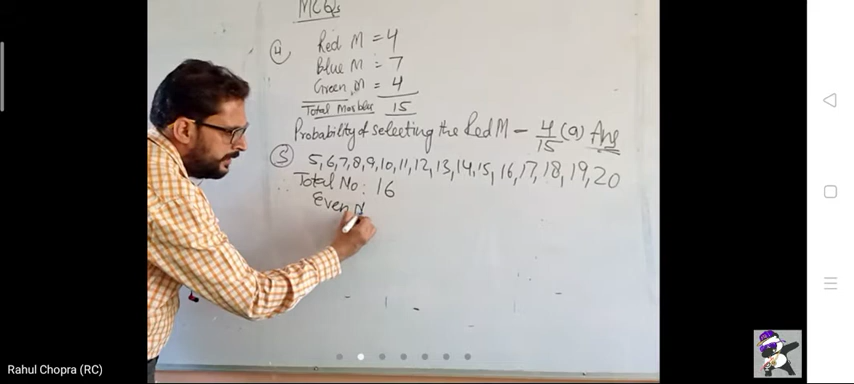 MCQs
4 Red M = 4
Blue M = 7
Green M = 4
Total Marbles 15
Probability of selecting the Red M - 4/15 (a) Ans
5 5, 6, 7, 8, 9, 10, 11, 12, 13, 14, 15, 16, 17, 18, 19, 20
∴ Total No: 16
Even N
Rahul Chopra (RC)